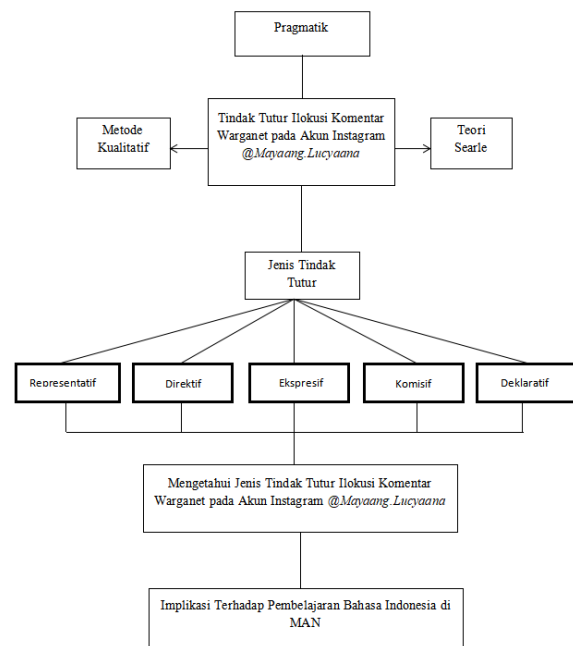 Pragmatik
Tindak Tutur Ilokusi Komentar
Warganet pada Akun Instagram
@Mayaang.Lucyaana
Metode
Kualitatif
Teori
Searle
Jenis Tindak
Tutur
Representatif
Direktif
Ekspresif
Komisif
Deklaratif
Mengetahui Jenis Tindak Tutur Ilokusi Komentar
Warganet pada Akun Instagram @Mayaang.Lucyaana
Implikasi Terhadap Pembelajaran Bahasa Indonesia di
MAN